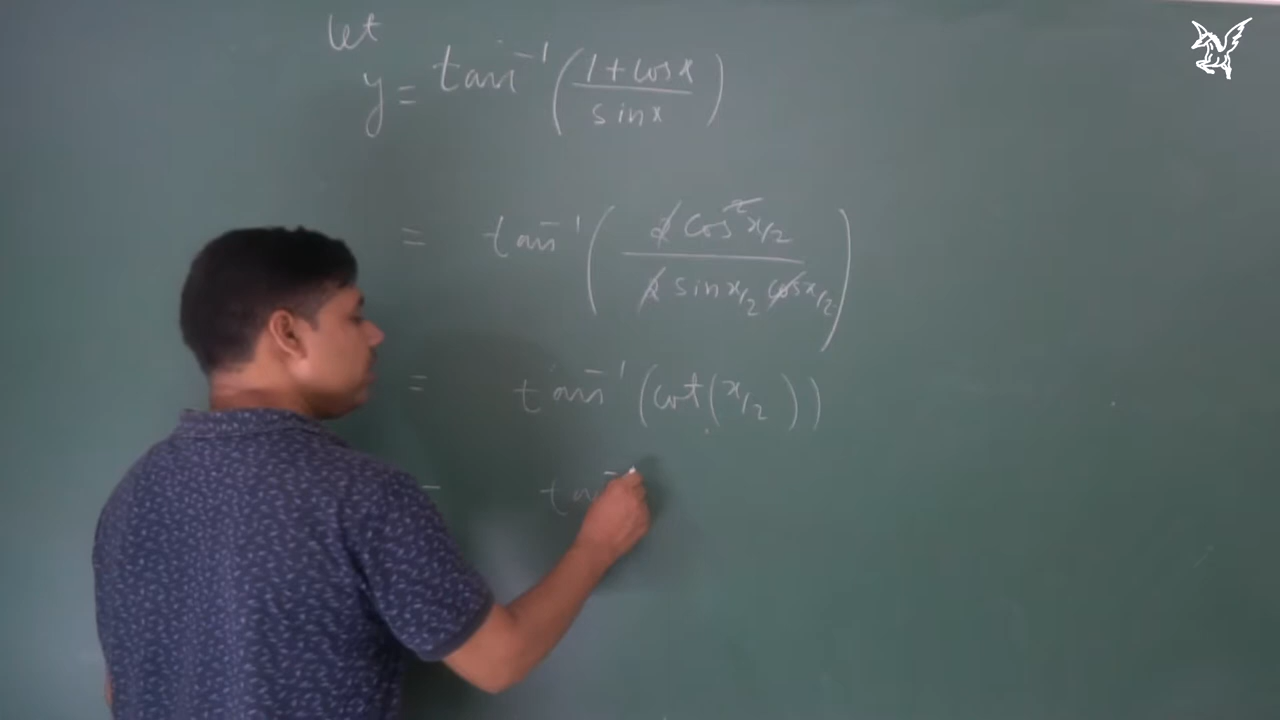 let
y = tan⁻¹ ( (1 + cos x) / (sin x) )
= tan⁻¹ ( (2 cos² x/2) / (2 sin x/2 cos x/2) )
= tan⁻¹ ( cot ( x/2 ) )
= tan⁻